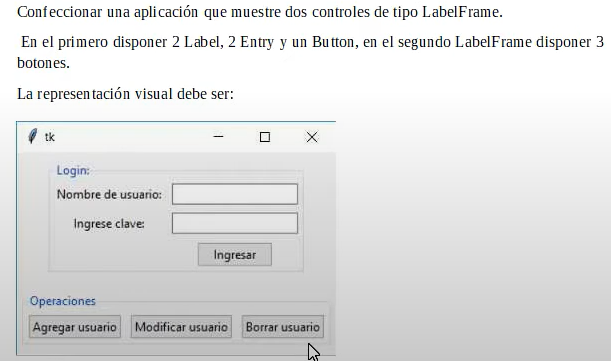 Confeccionar una aplicación que muestre dos controles de tipo LabelFrame.
En el primero disponer 2 Label, 2 Entry y un Button, en el segundo LabelFrame disponer 3
botones.
La representación visual debe ser:
tk
Login:
Nombre de usuario:
Ingrese clave:
Ingresar
Operaciones
Agregar usuario Modificar usuario Borrar usuario